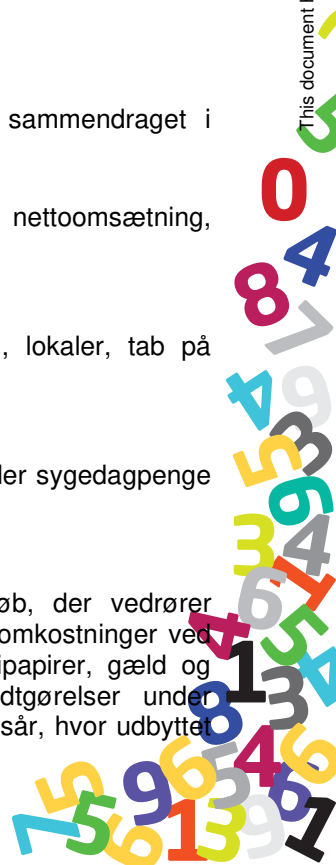 This document
sammendraget i
nettoomsætning,
, lokaler, tab på
ler sygedagpenge
øb, der vedrører
omkostninger ved
ipapirer, gæld og
dtgørelser under
sår, hvor udbyttet